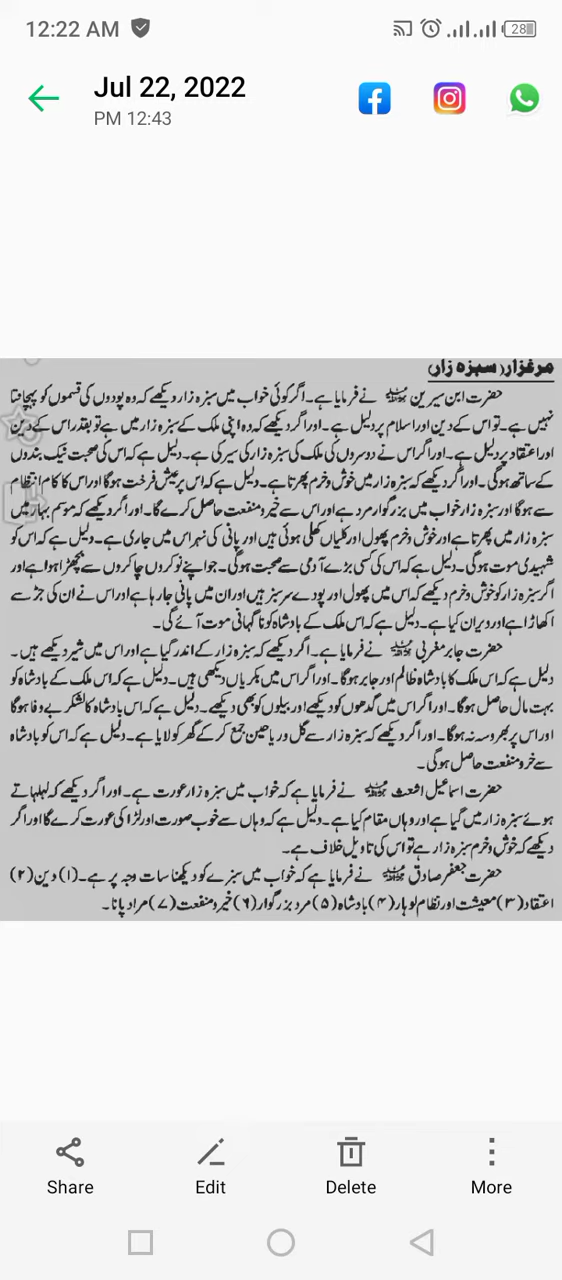 12:22 AM
28
Jul 22, 2022
PM 12:43
مرغزار (سبزہ زار)
حضرت ابن سیرین نے فرمایا ہے۔ اگر کوئی خواب میں سبزہ زار دیکھے کہ وہ پودوں کی قسموں کو پہچانتا
نہیں ہے۔ تو اس کے دین اور اسلام پر دلیل ہے۔ اور اگر دیکھے کہ وہ اپنی ملک کے سبزہ زار میں ہے تو بقدر اس کے دین
اور اعتقاد پر دلیل ہے۔ اور اگر اس نے دوسروں کی ملک کی سبزہ زار کی سیر کی ہے۔ دلیل ہے کہ اس کی صحبت نیک بندوں
کے ساتھ ہوگی۔ اور اگر دیکھے کہ سبزہ زار میں خوش و خرم پھرتا ہے۔ دلیل ہے کہ اس پر عیش فرخت ہوگا اور اس کا کام انتظام
سے ہوگا اور سبزہ زار خواب میں بزرگوار مرد ہے اور اس سے خیر و منفعت حاصل کرے گا۔ اور اگر دیکھے کہ موسم بہار میں
سبزہ زار میں پھرتا ہے اور خوش و خرم پھول اور کلیاں کھلی ہوئی ہیں اور پانی کی نہر اس میں جاری ہے۔ دلیل ہے کہ اس کو
شہیدی موت ہوگی۔ دلیل ہے کہ اس کی کسی بڑے آدمی سے صحبت ہوگی۔ جو اپنے نوکروں چاکروں سے بچھڑا ہوا ہے اور
اگر سبزہ زار کو خوش و خرم دیکھے کہ اس میں پھول اور پودے سرسبز ہیں اور ان میں پانی جا رہا ہے اور اس نے ان کی جڑ سے
اکھاڑا ہے اور ویران کیا ہے۔ دلیل ہے کہ اس ملک کے بادشاہ کو ناگہانی موت آئے گی۔
حضرت جابر مغربی نے فرمایا ہے۔ اگر دیکھے کہ سبزہ زار کے اندر گیا ہے اور اس میں شیر دیکھے ہیں۔
دلیل ہے کہ اس ملک کا بادشاہ ظالم اور جابر ہوگا۔ اور اگر اس میں بکریاں دیکھی ہیں۔ دلیل ہے کہ اس ملک کے بادشاہ کو
بہت مال حاصل ہوگا۔ اور اگر اس میں گدھوں کو دیکھے اور بیلوں کو بھی دیکھے۔ دلیل ہے کہ اس بادشاہ کا لشکر بے وفا ہوگا
اور اس پر بھروسہ نہ ہوگا۔ اور اگر دیکھے کہ سبزہ زار سے گل و ریاحین جمع کر کے گھر کو لایا ہے۔ دلیل ہے کہ اس کو بادشاہ
سے خیر و منفعت حاصل ہوگی۔
حضرت اسماعیل اشعث نے فرمایا ہے کہ خواب میں سبزہ زار عورت ہے۔ اور اگر دیکھے کہ لہلہاتے
ہوئے سبزہ زار میں گیا ہے اور وہاں مقام کیا ہے۔ دلیل ہے کہ وہاں سے خوب صورت اور لڑاکی عورت کرے گا اور اگر
دیکھے کہ خوش و خرم سبزہ زار ہے تو اس کی تاویل خلاف ہے۔
حضرت جعفر صادق نے فرمایا ہے کہ خواب میں سبزے کو دیکھنا سات وجہ پر ہے۔ (۱) دین (۲)
اعتقاد (۳) معیشت اور نظام لوہار (۴) بادشاہ (۵) مرد بزرگوار (۶) خیر و منفعت (۷) مراد پانا۔
Share Edit Delete More